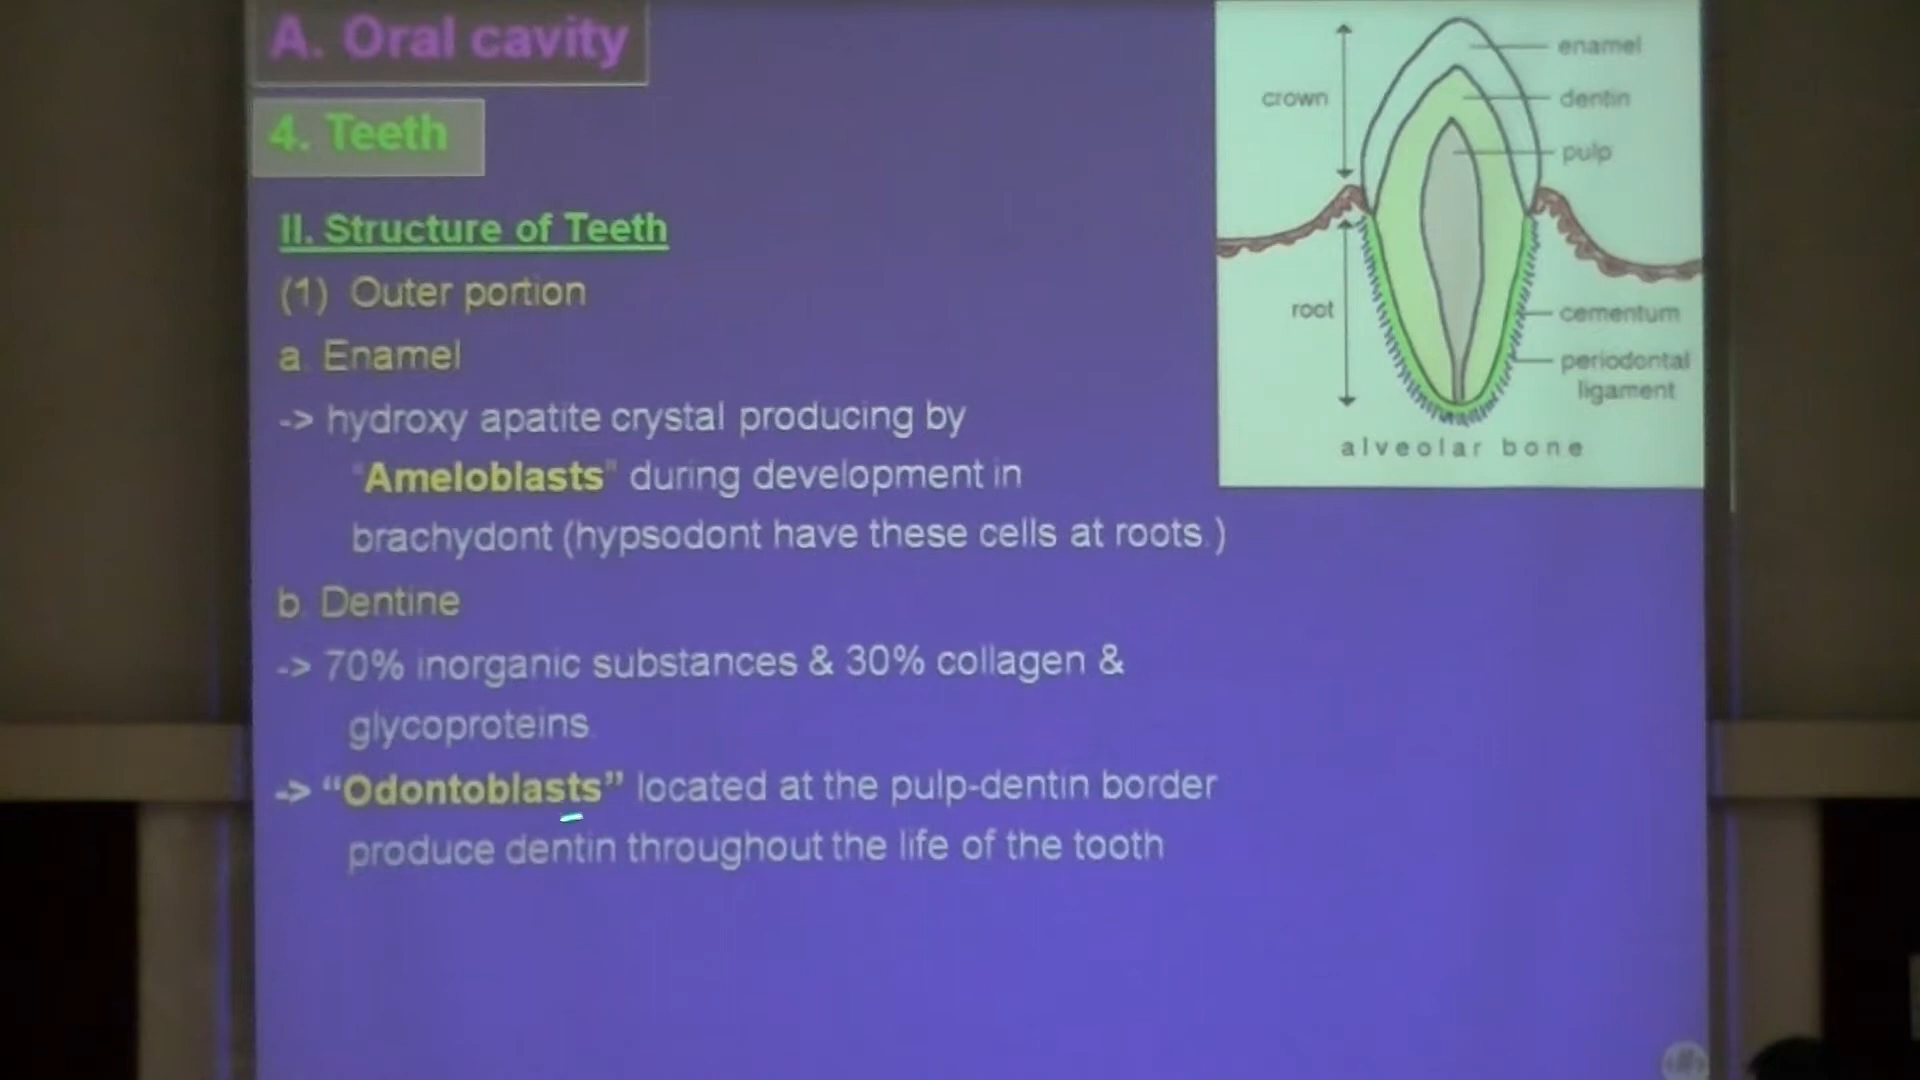 A. Oral cavity
4. Teeth
II. Structure of Teeth
(1) Outer portion
a. Enamel
-> hydroxy apatite crystal producing by
"Ameloblasts" during development in
brachydont (hypsodont have these cells at roots.)
b. Dentine
-> 70% inorganic substances & 30% collagen &
glycoproteins.
-> “Odontoblasts” located at the pulp-dentin border
produce dentin throughout the life of the tooth
enamel
crown
dentin
pulp
root
cementum
periodontal
ligament
alveolar bone